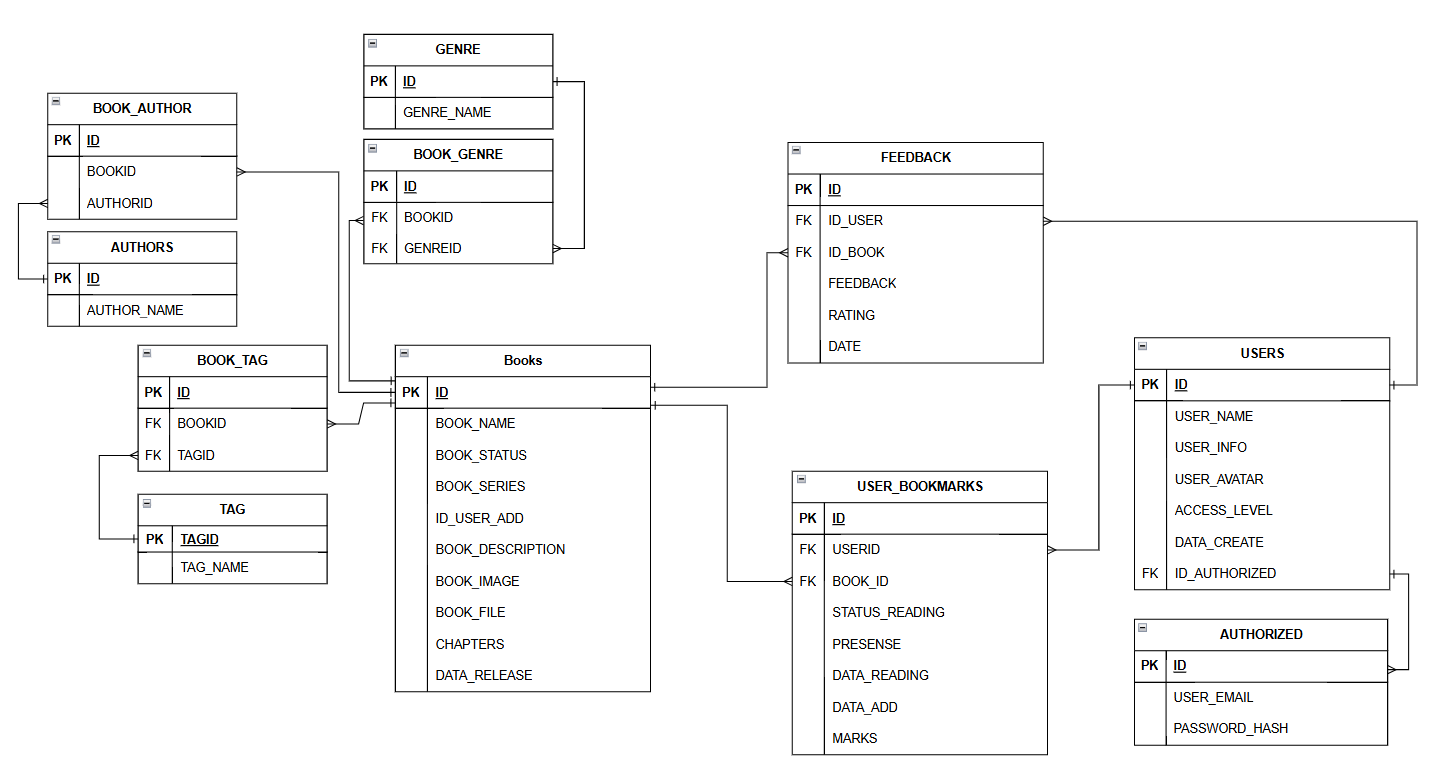 GENRE
PK ID
GENRE_NAME
BOOK_AUTHOR
PK ID
BOOKID
AUTHORID
BOOK_GENRE
PK ID
FK BOOKID
FK GENREID
AUTHORS
PK ID
AUTHOR_NAME
FEEDBACK
PK ID
FK ID_USER
FK ID_BOOK
FEEDBACK
RATING
DATE
BOOK_TAG
PK ID
FK BOOKID
FK TAGID
TAG
PK TAGID
TAG_NAME
Books
PK ID
BOOK_NAME
BOOK_STATUS
BOOK_SERIES
ID_USER_ADD
BOOK_DESCRIPTION
BOOK_IMAGE
BOOK_FILE
CHAPTERS
DATA_RELEASE
USER_BOOKMARKS
PK ID
FK USERID
FK BOOK_ID
STATUS_READING
PRESENSE
DATA_READING
DATA_ADD
MARKS
USERS
PK ID
USER_NAME
USER_INFO
USER_AVATAR
ACCESS_LEVEL
DATA_CREATE
FK ID_AUTHORIZED
AUTHORIZED
PK ID
USER_EMAIL
PASSWORD_HASH